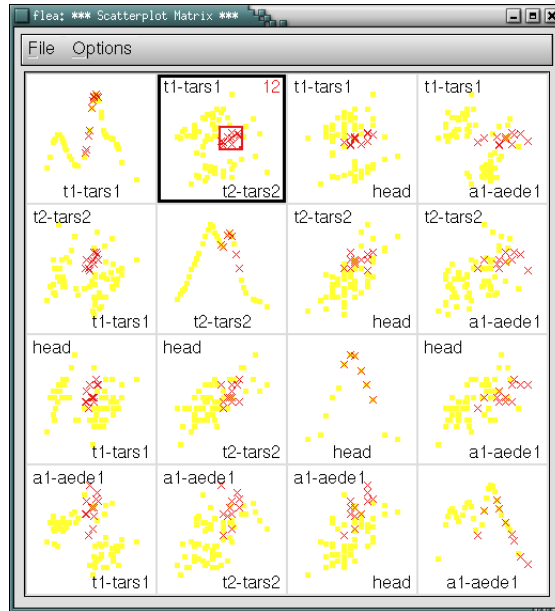 flea: *** Scatterplot Matrix ***
File Options
t1-tars1
t1-tars1 12
t2-tars2
t1-tars1
head
t1-tars1
a1-aede1
t2-tars2
t1-tars1
t2-tars2
t2-tars2
head
t2-tars2
a1-aede1
head
t1-tars1
head
t2-tars2
head
head
a1-aede1
a1-aede1
t1-tars1
a1-aede1
t2-tars2
a1-aede1
head
a1-aede1